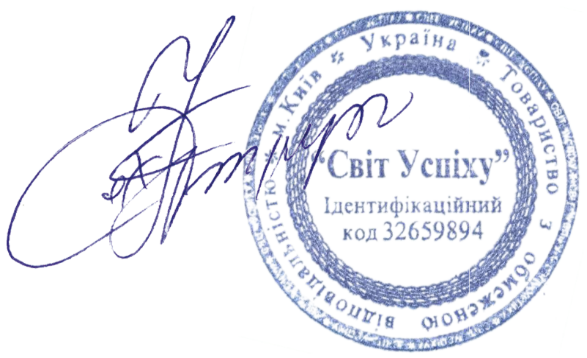 Україна * Товариство з обмеженою відповідальністю * м. Київ *
“Світ Успіху”
Ідентифікаційний
код 32659894